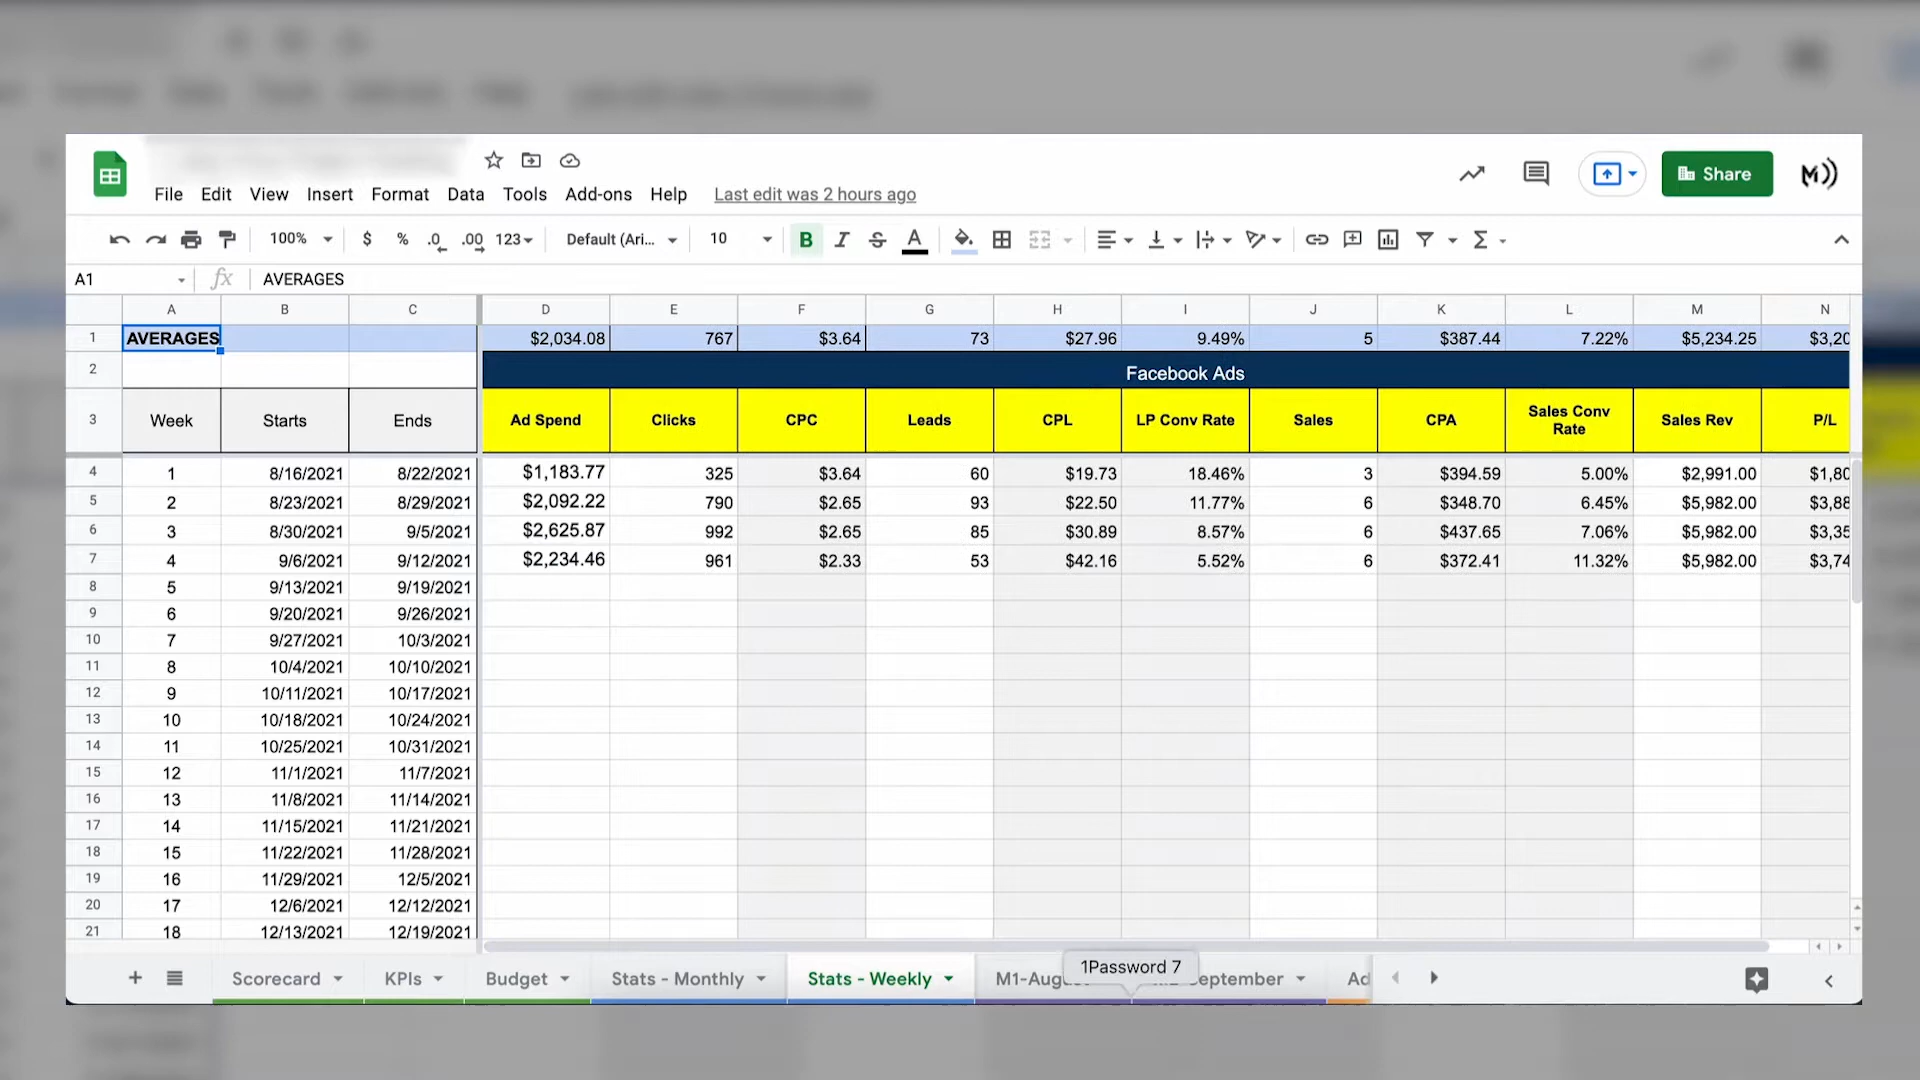 File Edit View Insert Format Data Tools Add-ons Help Last edit was 2 hours ago
Share
100% $ % .0 .00 123 Default (Ari... 10 B I S A
A1 fx AVERAGES
A B C D E F G H I J K L M N
1 AVERAGES $2,034.08 767 $3.64 73 $27.96 9.49% 5 $387.44 7.22% $5,234.25 $3,20
2 Facebook Ads
3 Week Starts Ends Ad Spend Clicks CPC Leads CPL LP Conv Rate Sales CPA Sales Conv Rate Sales Rev P/L
4 1 8/16/2021 8/22/2021 $1,183.77 325 $3.64 60 $19.73 18.46% 3 $394.59 5.00% $2,991.00 $1,80
5 2 8/23/2021 8/29/2021 $2,092.22 790 $2.65 93 $22.50 11.77% 6 $348.70 6.45% $5,982.00 $3,88
6 3 8/30/2021 9/5/2021 $2,625.87 992 $2.65 85 $30.89 8.57% 6 $437.65 7.06% $5,982.00 $3,35
7 4 9/6/2021 9/12/2021 $2,234.46 961 $2.33 53 $42.16 5.52% 6 $372.41 11.32% $5,982.00 $3,74
8 5 9/13/2021 9/19/2021
9 6 9/20/2021 9/26/2021
10 7 9/27/2021 10/3/2021
11 8 10/4/2021 10/10/2021
12 9 10/11/2021 10/17/2021
13 10 10/18/2021 10/24/2021
14 11 10/25/2021 10/31/2021
15 12 11/1/2021 11/7/2021
16 13 11/8/2021 11/14/2021
17 14 11/15/2021 11/21/2021
18 15 11/22/2021 11/28/2021
19 16 11/29/2021 12/5/2021
20 17 12/6/2021 12/12/2021
21 18 12/13/2021 12/19/2021
1Password 7
Scorecard KPIs Budget Stats - Monthly Stats - Weekly M1-Augu eptember Ad